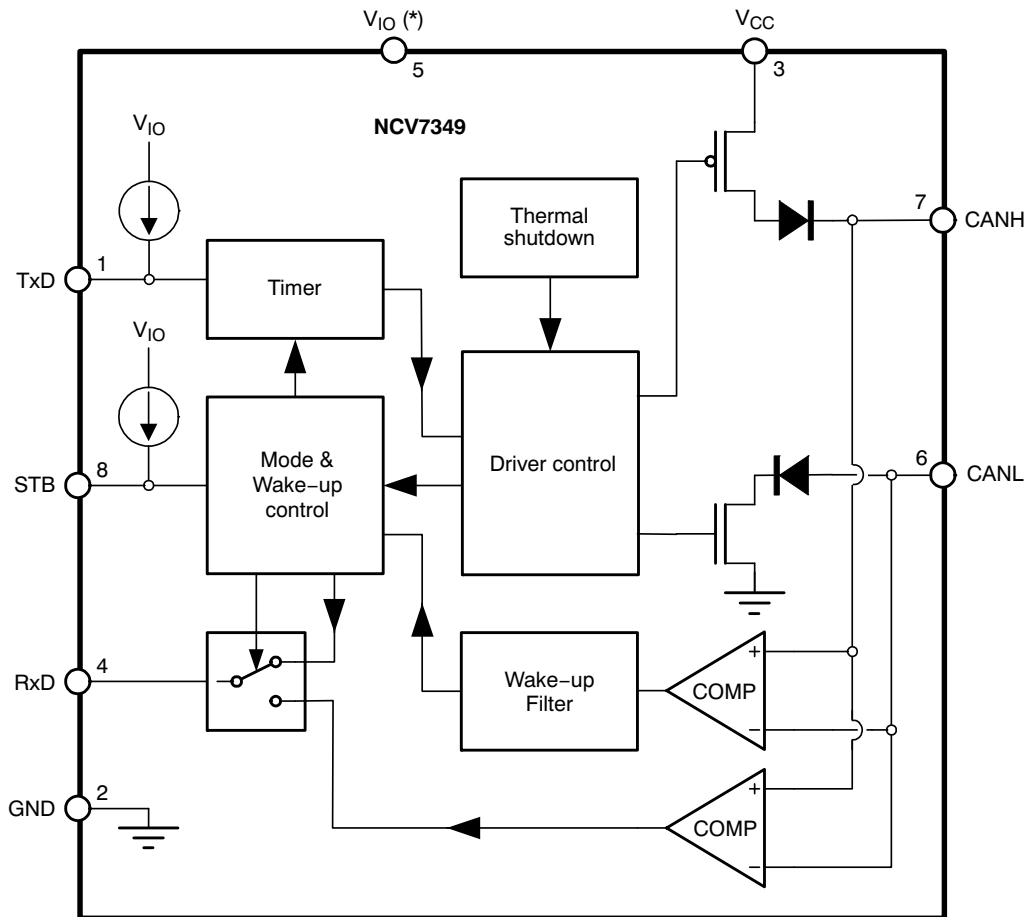 V_IO (*)
5
V_CC
3
NCV7349
V_IO
Thermal
shutdown
7
CANH
TxD
1
Timer
V_IO
STB
8
Mode &
Wake−up
control
Driver control
6
CANL
RxD
4
Wake−up
Filter
+
COMP
−
GND
2
+
COMP
−